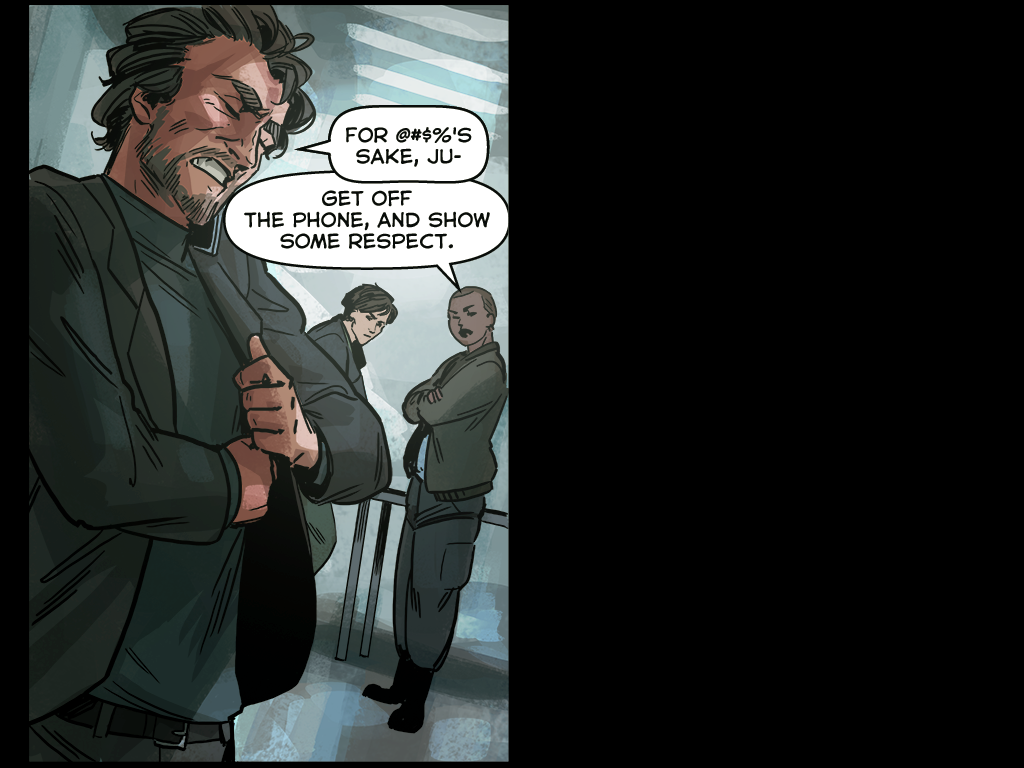 FOR @#$%'S
SAKE, JU-
GET OFF
THE PHONE, AND SHOW
SOME RESPECT.